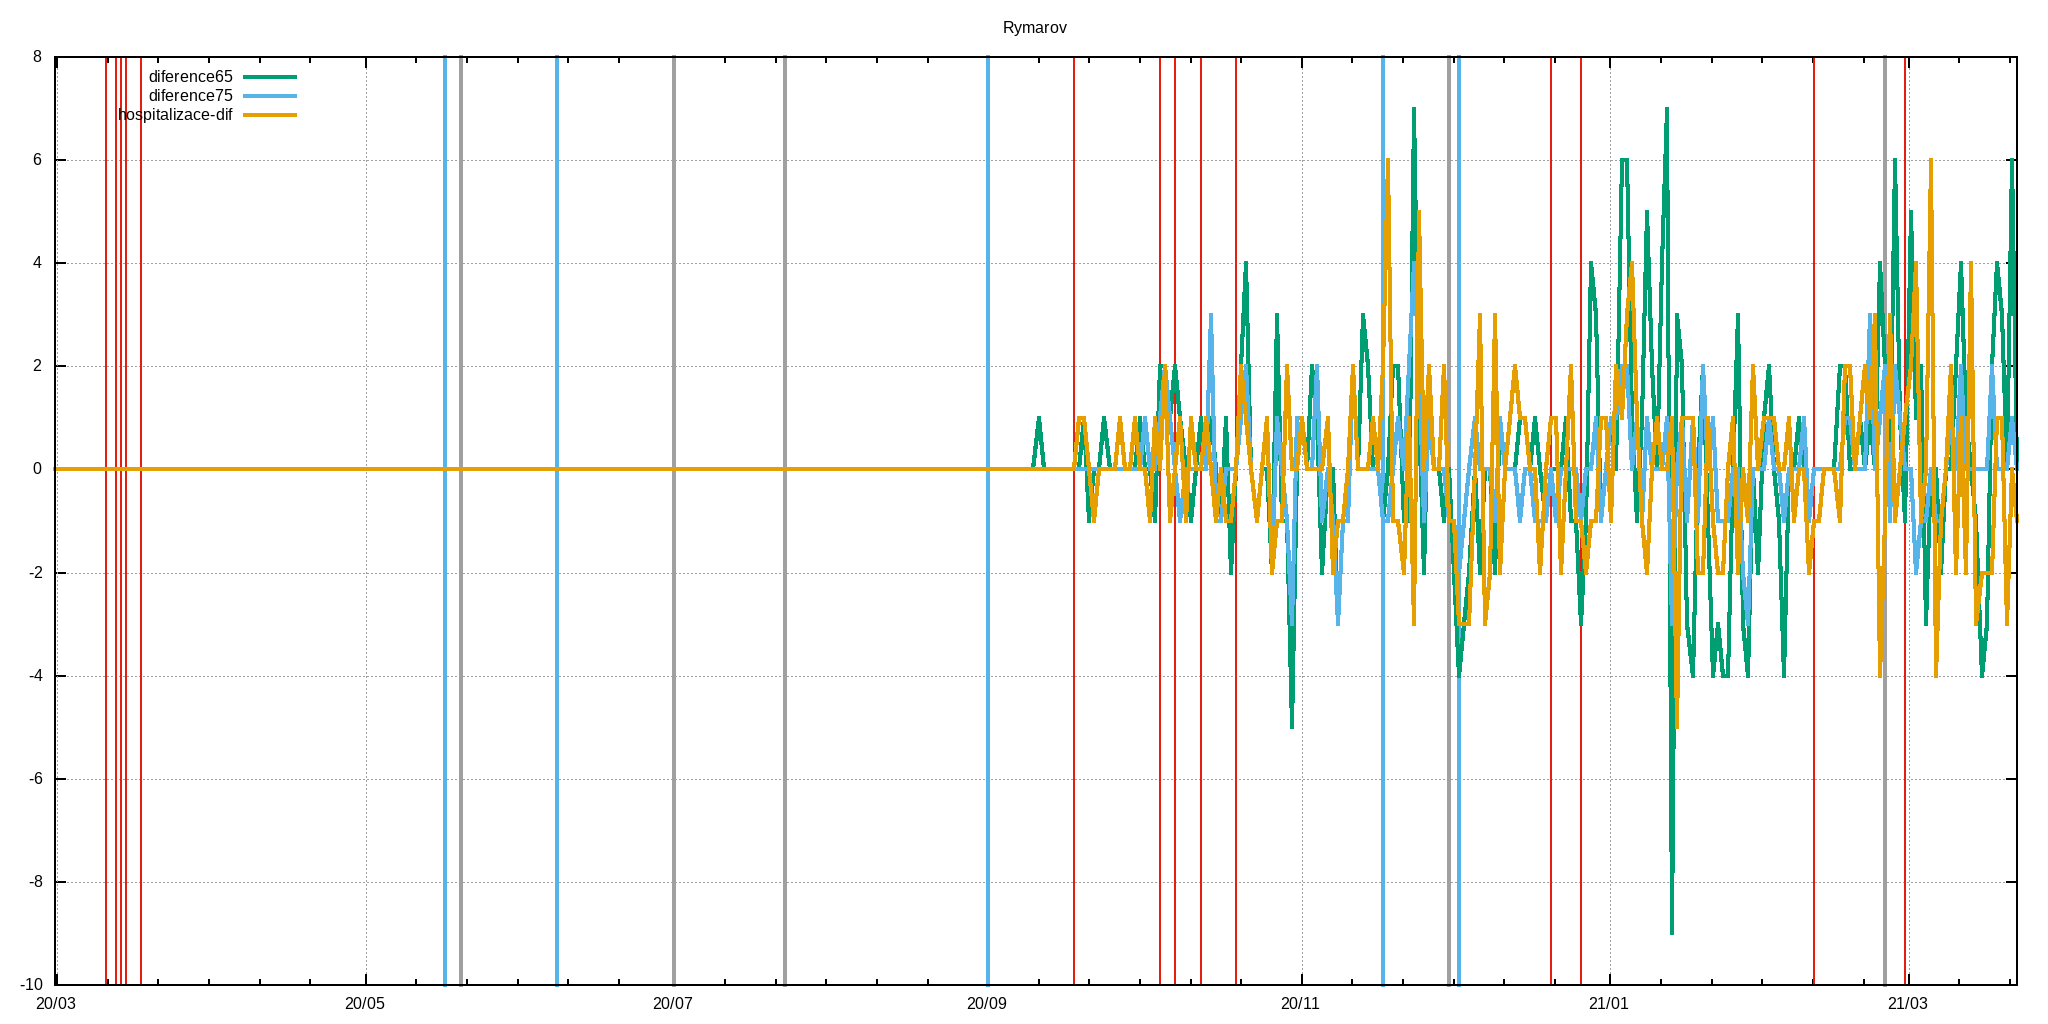 Rymarov
8
diference65
diference75
hospitalizace-dif
6
4
2
0
-2
-4
-6
-8
-10
20/03 20/05 20/07 20/09 20/11 21/01 21/03